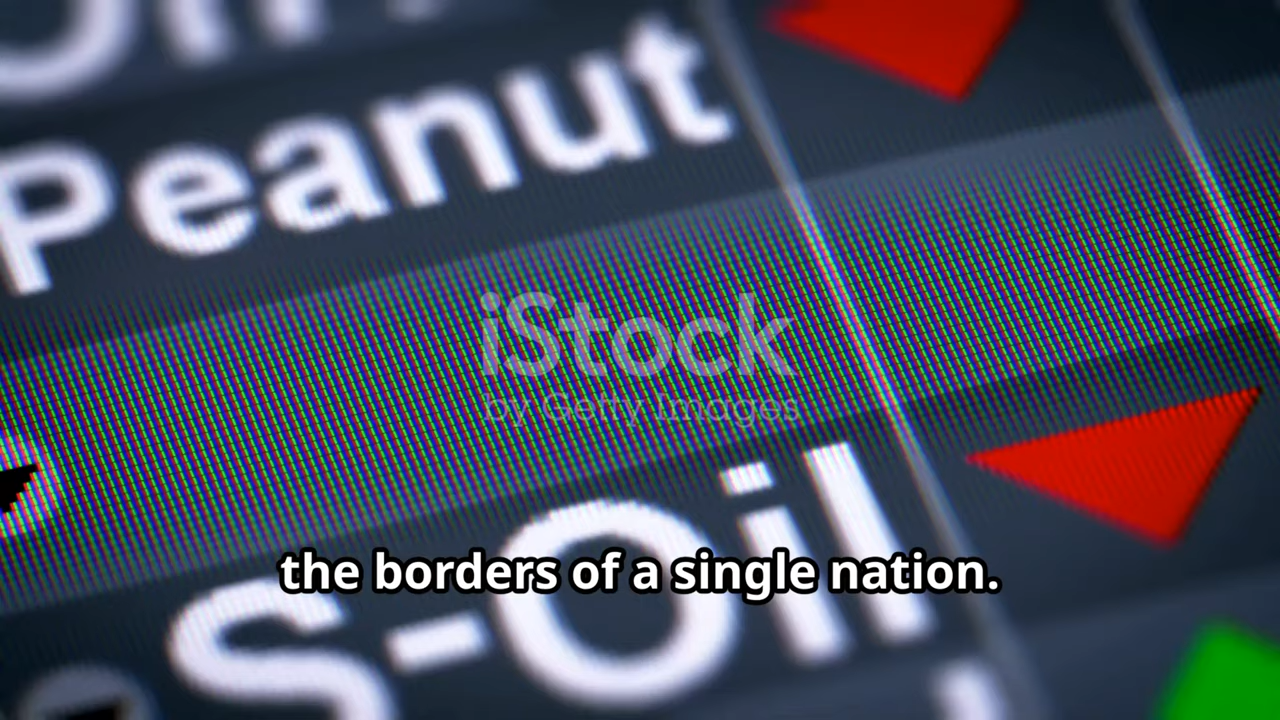 Peanut
iStock
by Getty Images
S-Oil
the borders of a single nation.